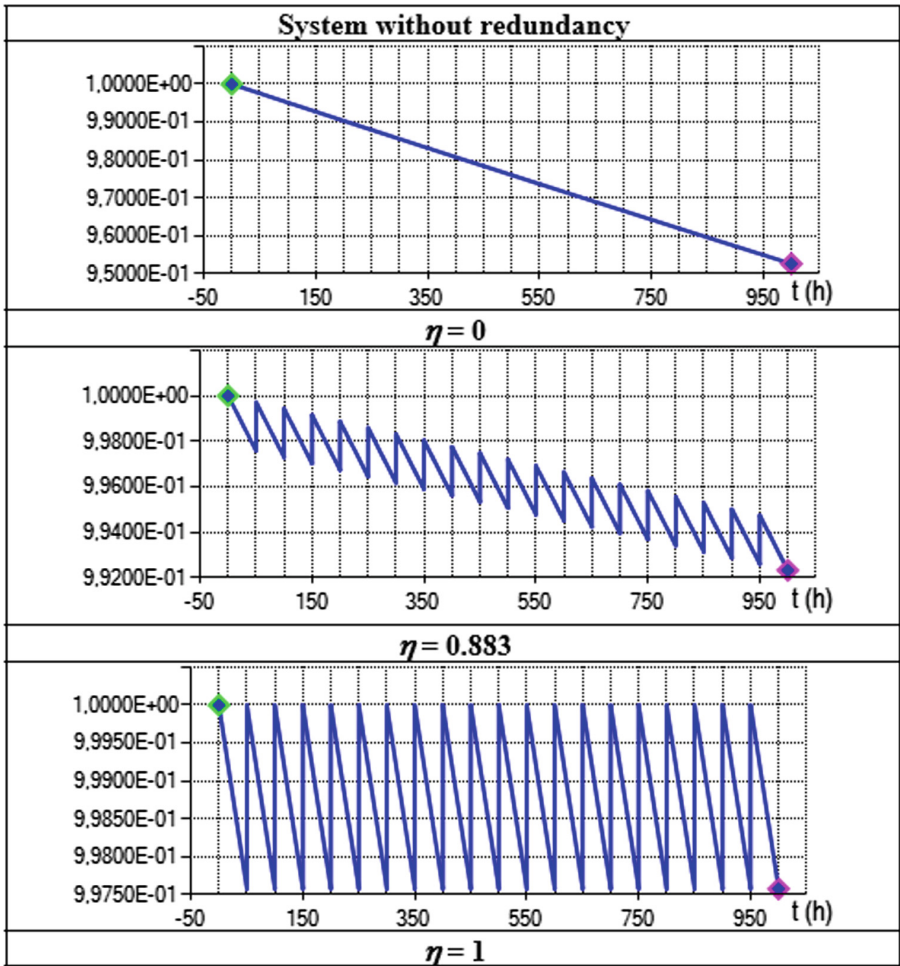 System without redundancy
1,0000E+00
9,9000E-01
9,8000E-01
9,7000E-01
9,6000E-01
9,5000E-01
-50 150 350 550 750 950 t (h)
η = 0
1,0000E+00
9,9800E-01
9,9600E-01
9,9400E-01
9,9200E-01
-50 150 350 550 750 950 t (h)
η = 0.883
1,0000E+00
9,9950E-01
9,9900E-01
9,9850E-01
9,9800E-01
9,9750E-01
-50 150 350 550 750 950 t (h)
η = 1